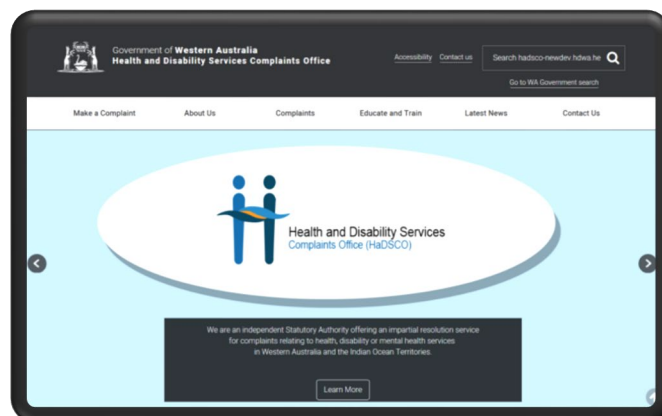 Government of Western Australia
Health and Disability Services Complaints Office
Accessibility
Contact us
Search hadsco-newdev hdwa.he
Go to WA Government search
Make a Complaint
About Us
Complaints
Educate and Train
Latest News
Contact Us
Health and Disability Services
Complaints Office (HaDSCO)
We are an independent Statutory Authority offering an impartial resolution service
for complaints relating to health, disability or mental health services
in Western Australia and the Indian Ocean Territories.
Learn More